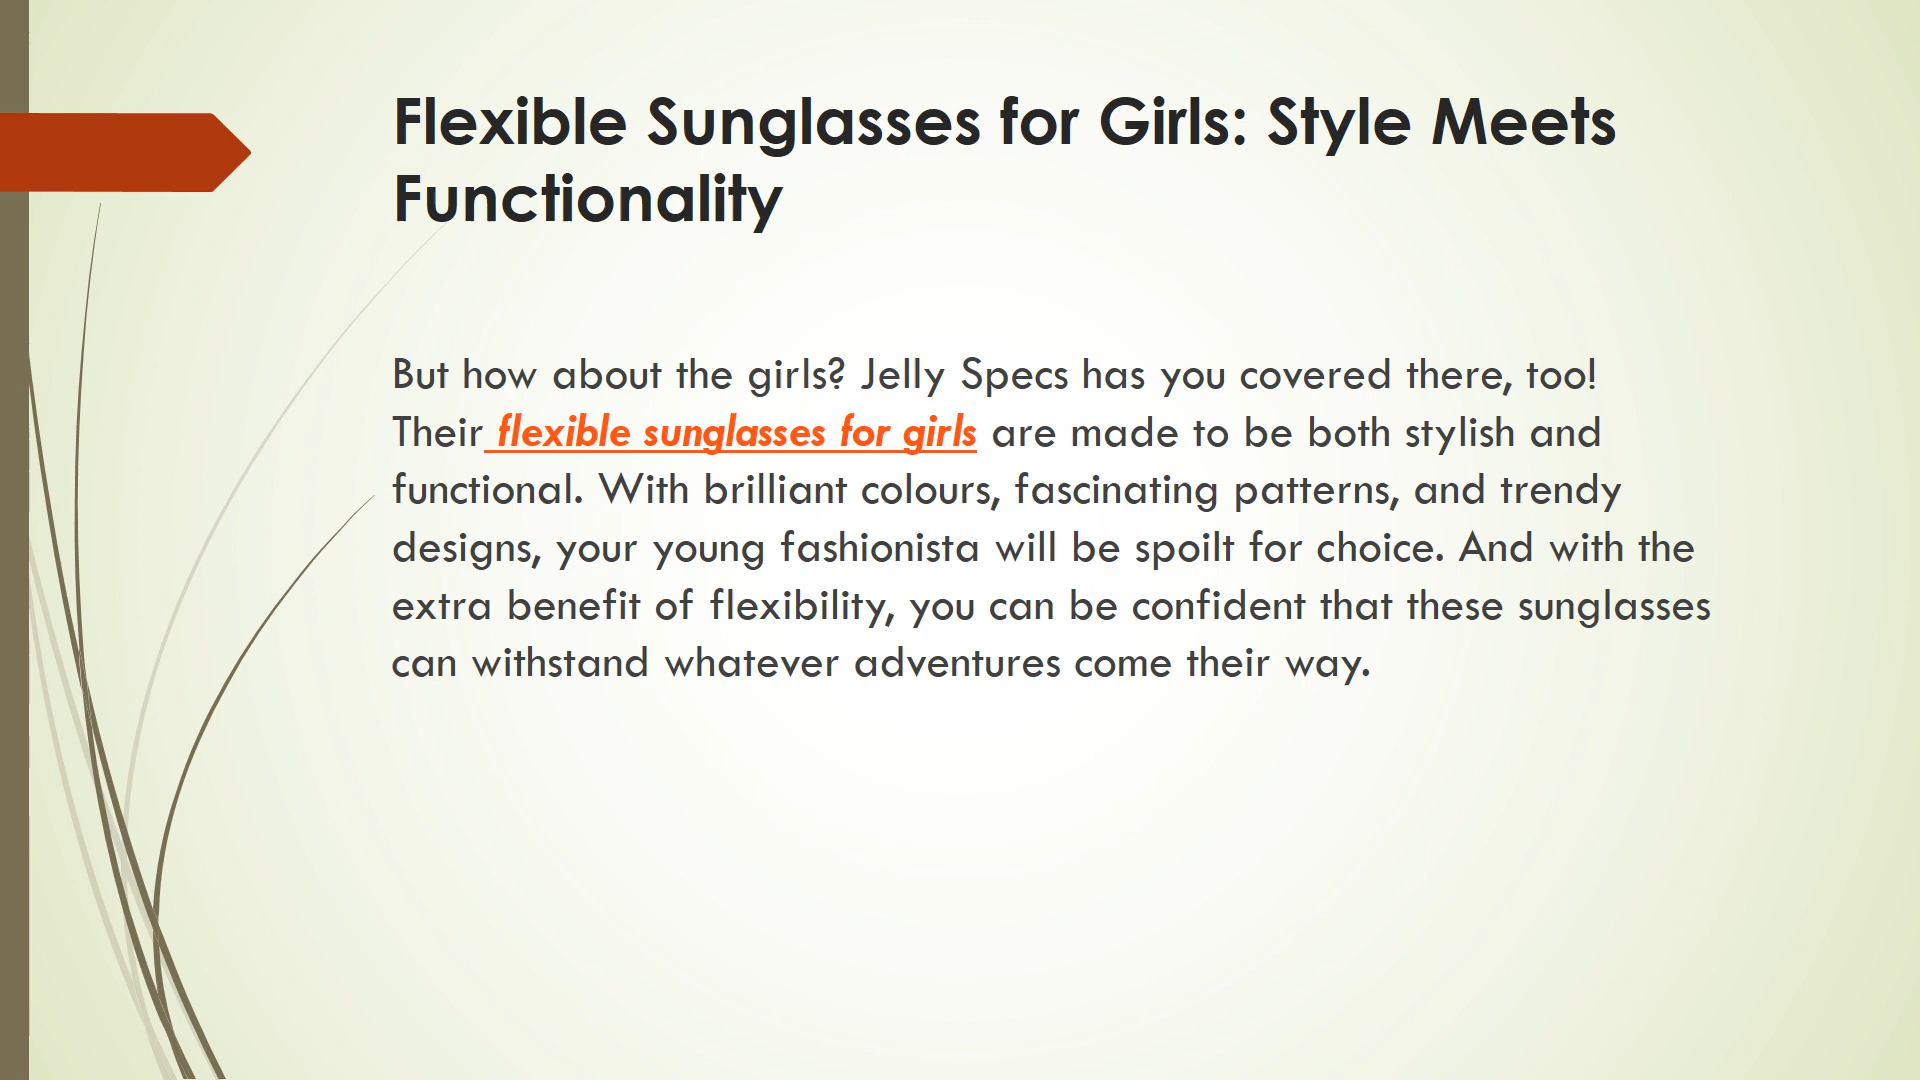 Flexible Sunglasses for Girls: Style Meets
Functionality
But how about the girls? Jelly Specs has you covered there, too!
Their flexible sunglasses for girls are made to be both stylish and
functional. With brilliant colours, fascinating patterns, and trendy
designs, your young fashionista will be spoilt for choice. And with the
extra benefit of flexibility, you can be confident that these sunglasses
can withstand whatever adventures come their way.